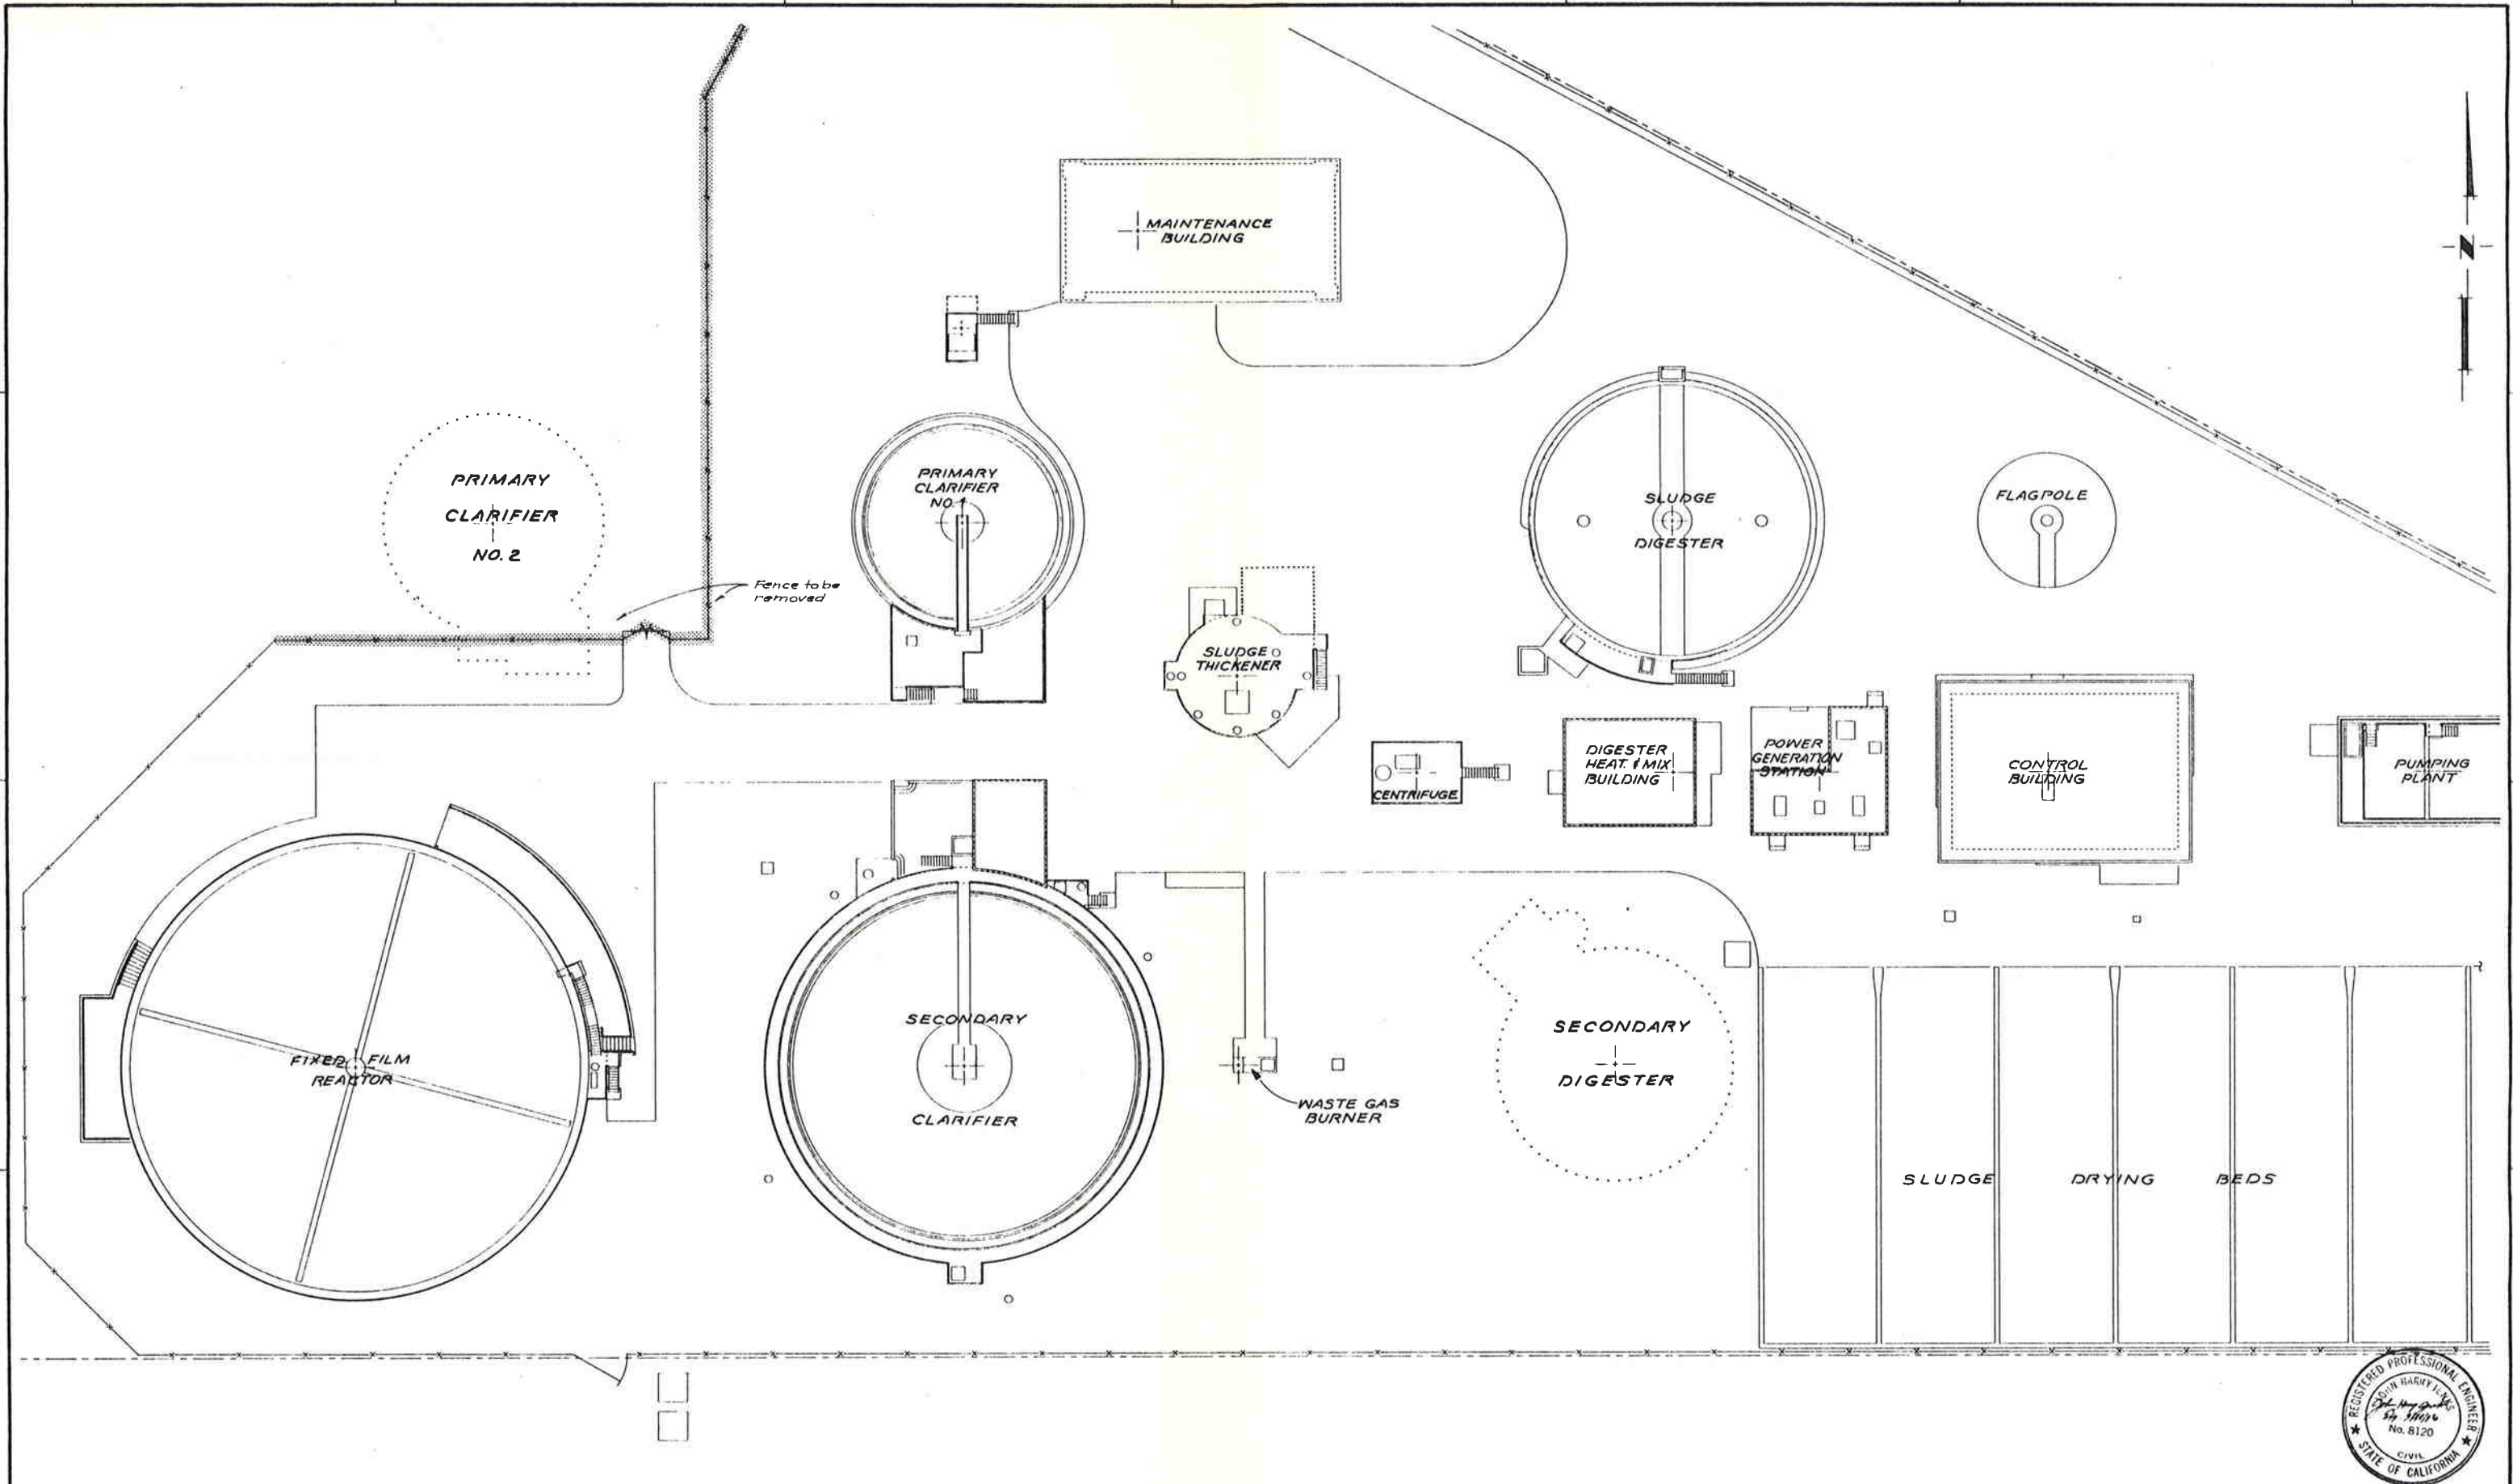 MAINTENANCE
BUILDING
N
PRIMARY
CLARIFIER
NO. 2
PRIMARY
CLARIFIER
NO. 1
Fence to be
removed
SLUDGE
THICKENER
SLUDGE
DIGESTER
FLAGPOLE
CENTRIFUGE
DIGESTER
HEAT & MIX
BUILDING
POWER
GENERATION
STATION
CONTROL
BUILDING
PUMPING
PLANT
FIXED FILM
REACTOR
SECONDARY
CLARIFIER
WASTE GAS
BURNER
SECONDARY
DIGESTER
SLUDGE DRYING BEDS
REGISTERED PROFESSIONAL ENGINEER
No. 8120
CIVIL
STATE OF CALIFORNIA